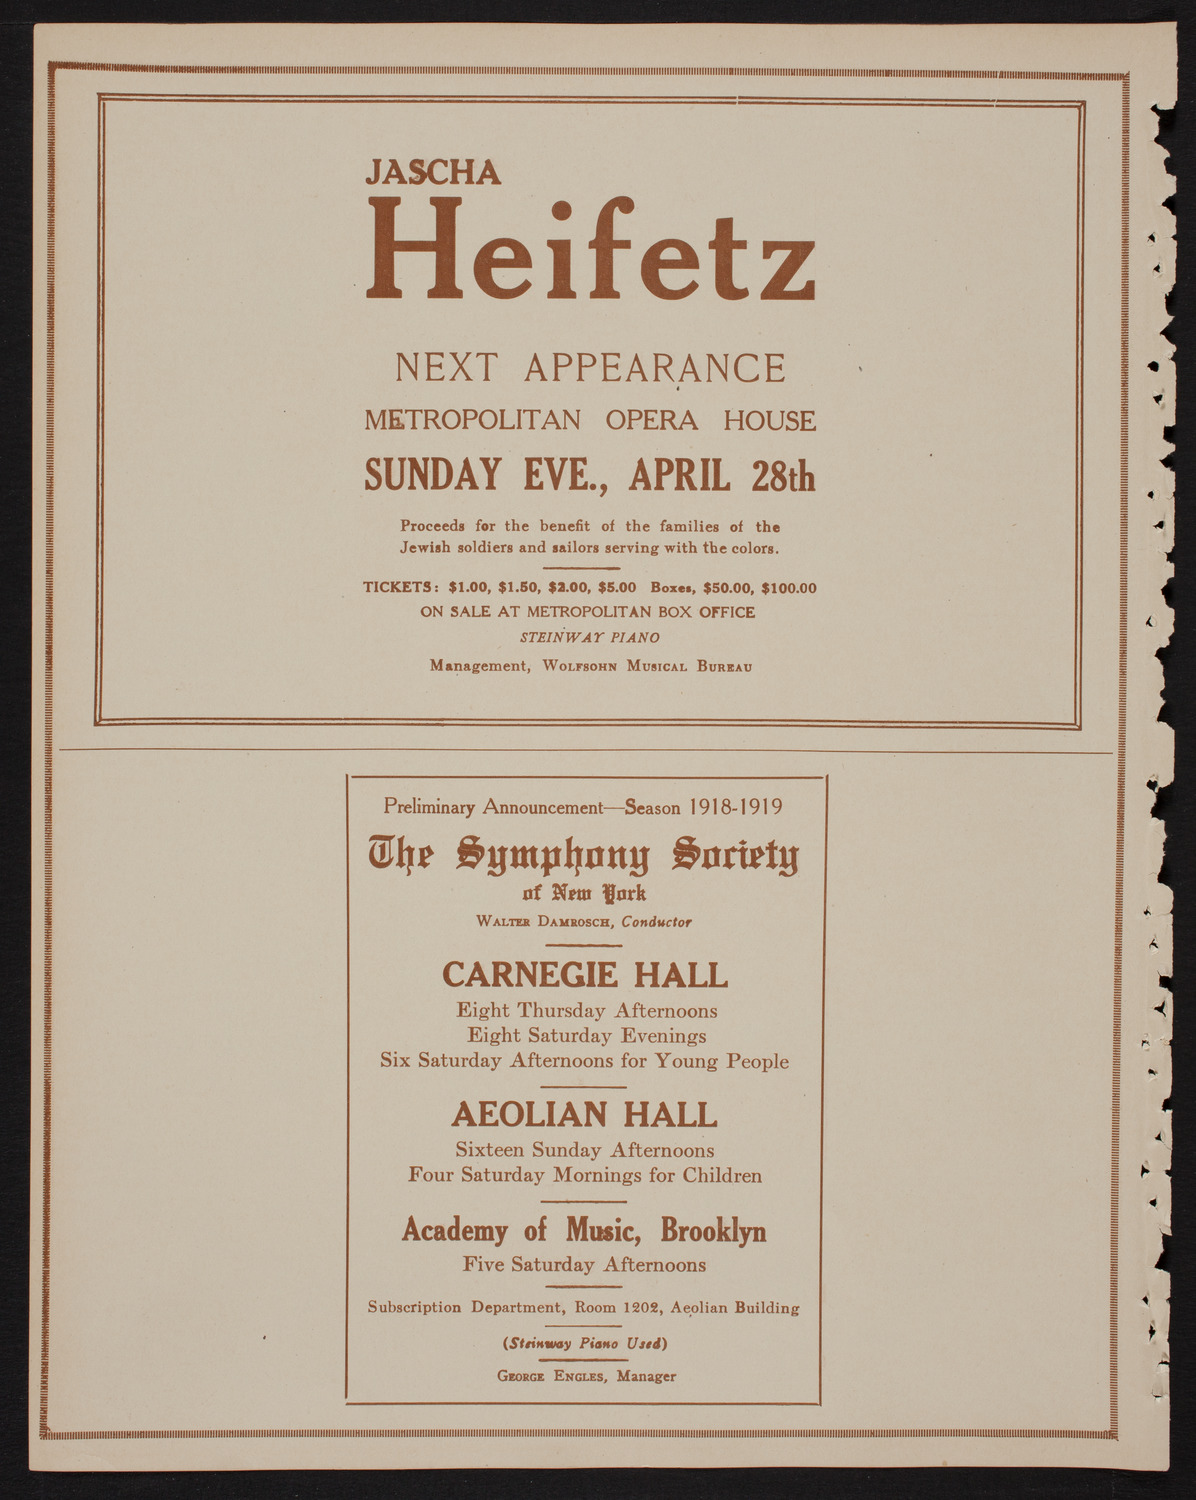 JASCHA
Heifetz
NEXT APPEARANCE
METROPOLITAN OPERA HOUSE
SUNDAY EVE., APRIL 28th
Proceeds for the benefit of the families of the
Jewish soldiers and sailors serving with the colors.
TICKETS: $1.00, $1.50, $2.00, $5.00 Boxes, $50.00, $100.00
ON SALE AT METROPOLITAN BOX OFFICE
STEINWAY PIANO
Management, WOLFSOHN MUSICAL BUREAU
Preliminary Announcement—Season 1918-1919
The Symphony Society
of New York
WALTER DAMROSCH, Conductor
CARNEGIE HALL
Eight Thursday Afternoons
Eight Saturday Evenings
Six Saturday Afternoons for Young People
AEOLIAN HALL
Sixteen Sunday Afternoons
Four Saturday Mornings for Children
Academy of Music, Brooklyn
Five Saturday Afternoons
Subscription Department, Room 1202, Aeolian Building
(Steinway Piano Used)
GEORGE ENGLES, Manager